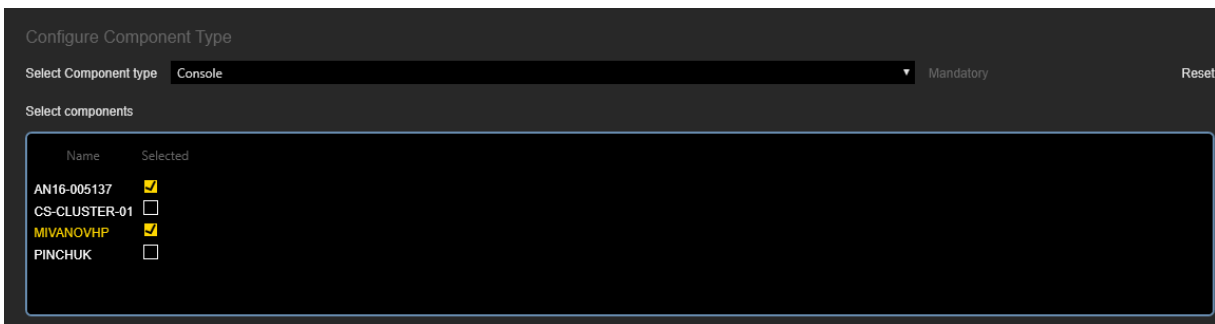 Configure Component Type
Select Component type Console Mandatory Reset
Select components
Name Selected
AN16-005137
CS-CLUSTER-01
MIVANOVHP
PINCHUK